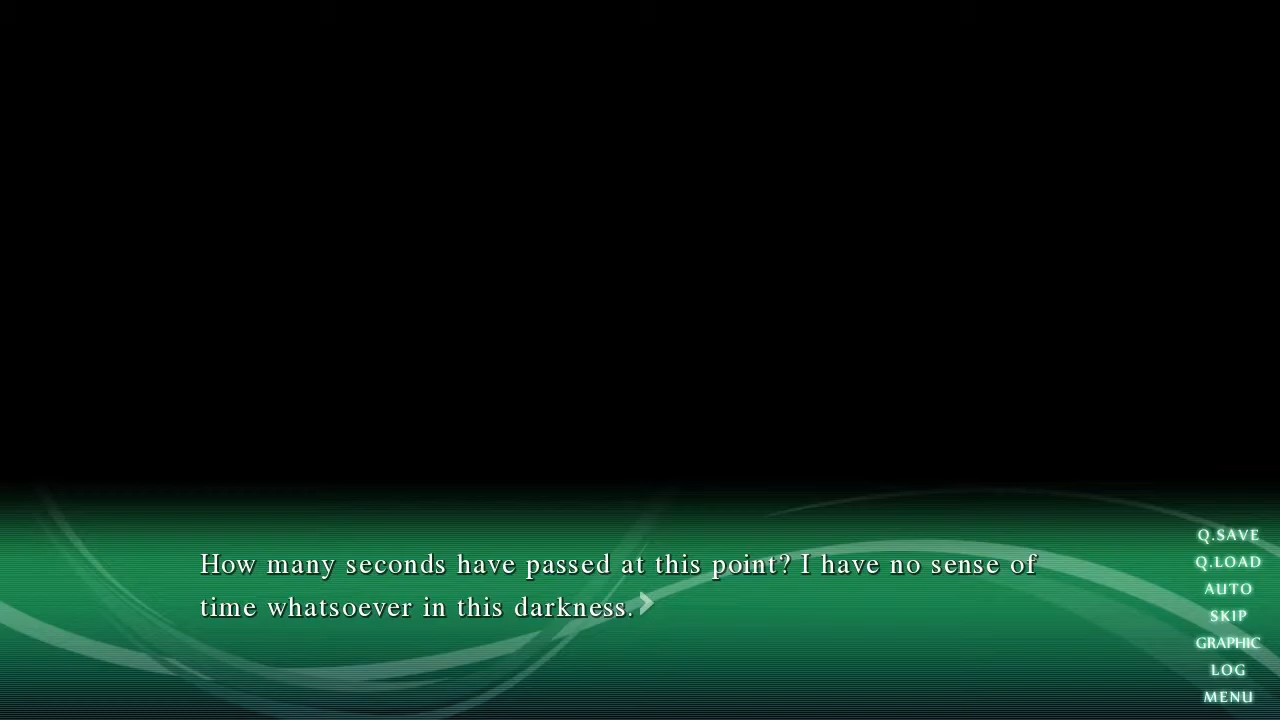 How many seconds have passed at this point? I have no sense of
time whatsoever in this darkness.
Q.SAVE
Q.LOAD
AUTO
SKIP
GRAPHIC
LOG
MENU